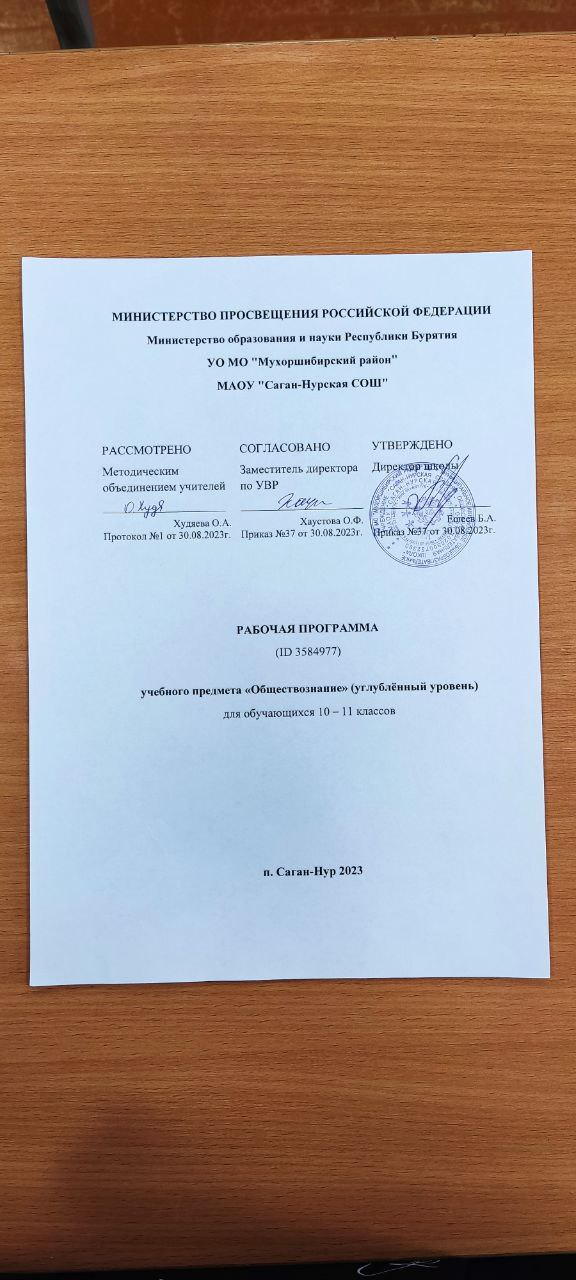 МИНИСТЕРСТВО ПРОСВЕЩЕНИЯ РОССИЙСКОЙ ФЕДЕРАЦИИ
Министерство образования и науки Республики Бурятия
УО МО "Мухоршибирский район"
МАОУ "Саган-Нурская СОШ"
РАССМОТРЕНО
Методическим
объединением учителей
Худяева О.А.
Протокол №1 от 30.08.2023г.
СОГЛАСОВАНО
Заместитель директора
по УВР
Хаустова О.Ф.
Приказ №37 от 30.08.2023г.
УТВЕРЖДЕНО
Директор школы
Ешеев Б.А.
Приказ №37 от 30.08.2023г.
РАБОЧАЯ ПРОГРАММА
(ID 3584977)
учебного предмета «Обществознание» (углублённый уровень)
для обучающихся 10 – 11 классов
п. Саган-Нур 2023